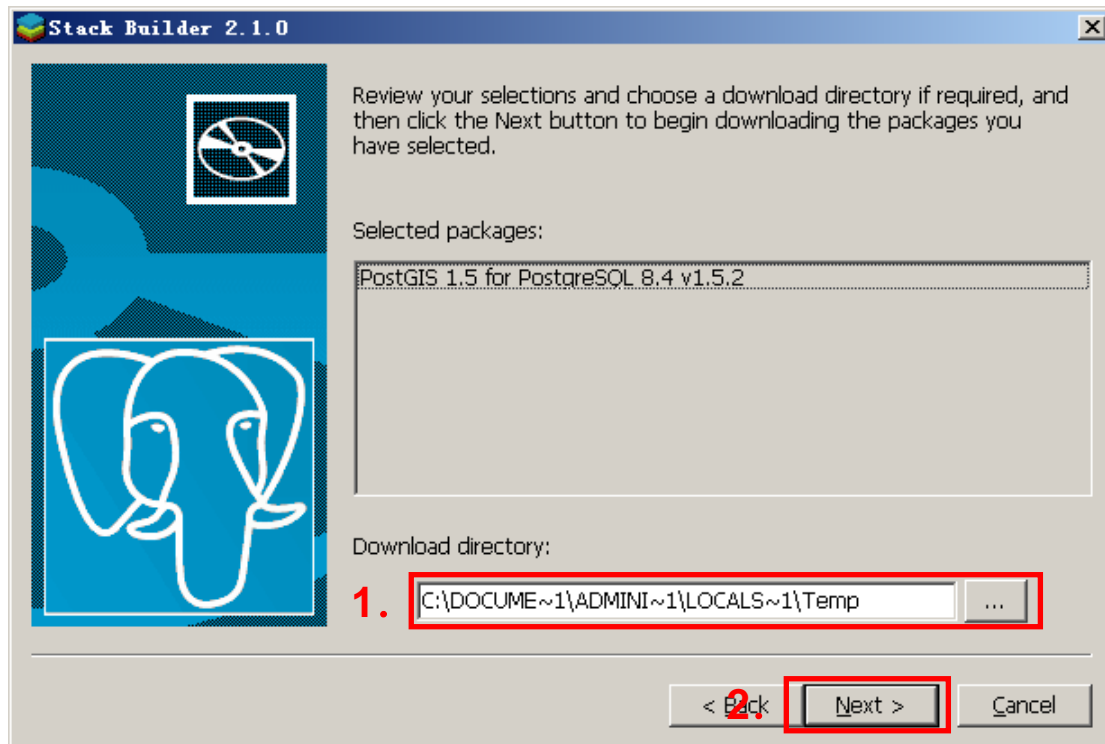 Stack Builder 2.1.0
Review your selections and choose a download directory if required, and
then click the Next button to begin downloading the packages you
have selected.
Selected packages:
PostGIS 1.5 for PostgreSQL 8.4 v1.5.2
Download directory:
1. C:\DOCUME~1\ADMINI~1\LOCALS~1\Temp ...
< Back 2. Next > Cancel